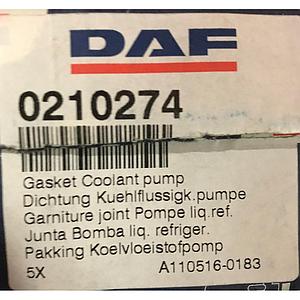 DAF
0210274
Gasket Coolant pump
Dichtung Kuehlflussigk.pumpe
Garniture joint Pompe liq.ref.
Junta Bomba liq. refriger.
Pakking Koelvloeistofpomp
5X A110516-0183